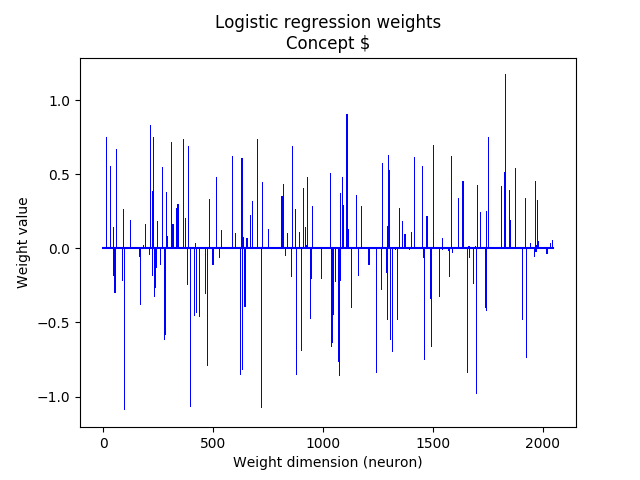 Logistic regression weights
Concept $
1.0
0.5
0.0
−0.5
−1.0
Weight value
0 500 1000 1500 2000
Weight dimension (neuron)